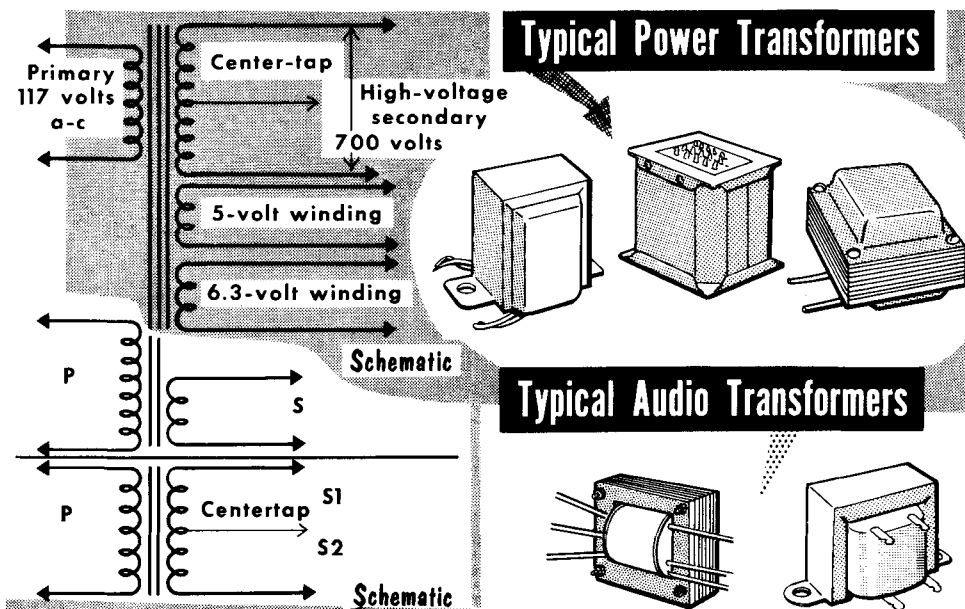 Typical Power Transformers
Primary
117 volts
a-c
Center-tap
High-voltage
secondary
700 volts
5-volt winding
6.3-volt winding
Schematic
P
S
Typical Audio Transformers
P
Centertap
S1
S2
Schematic